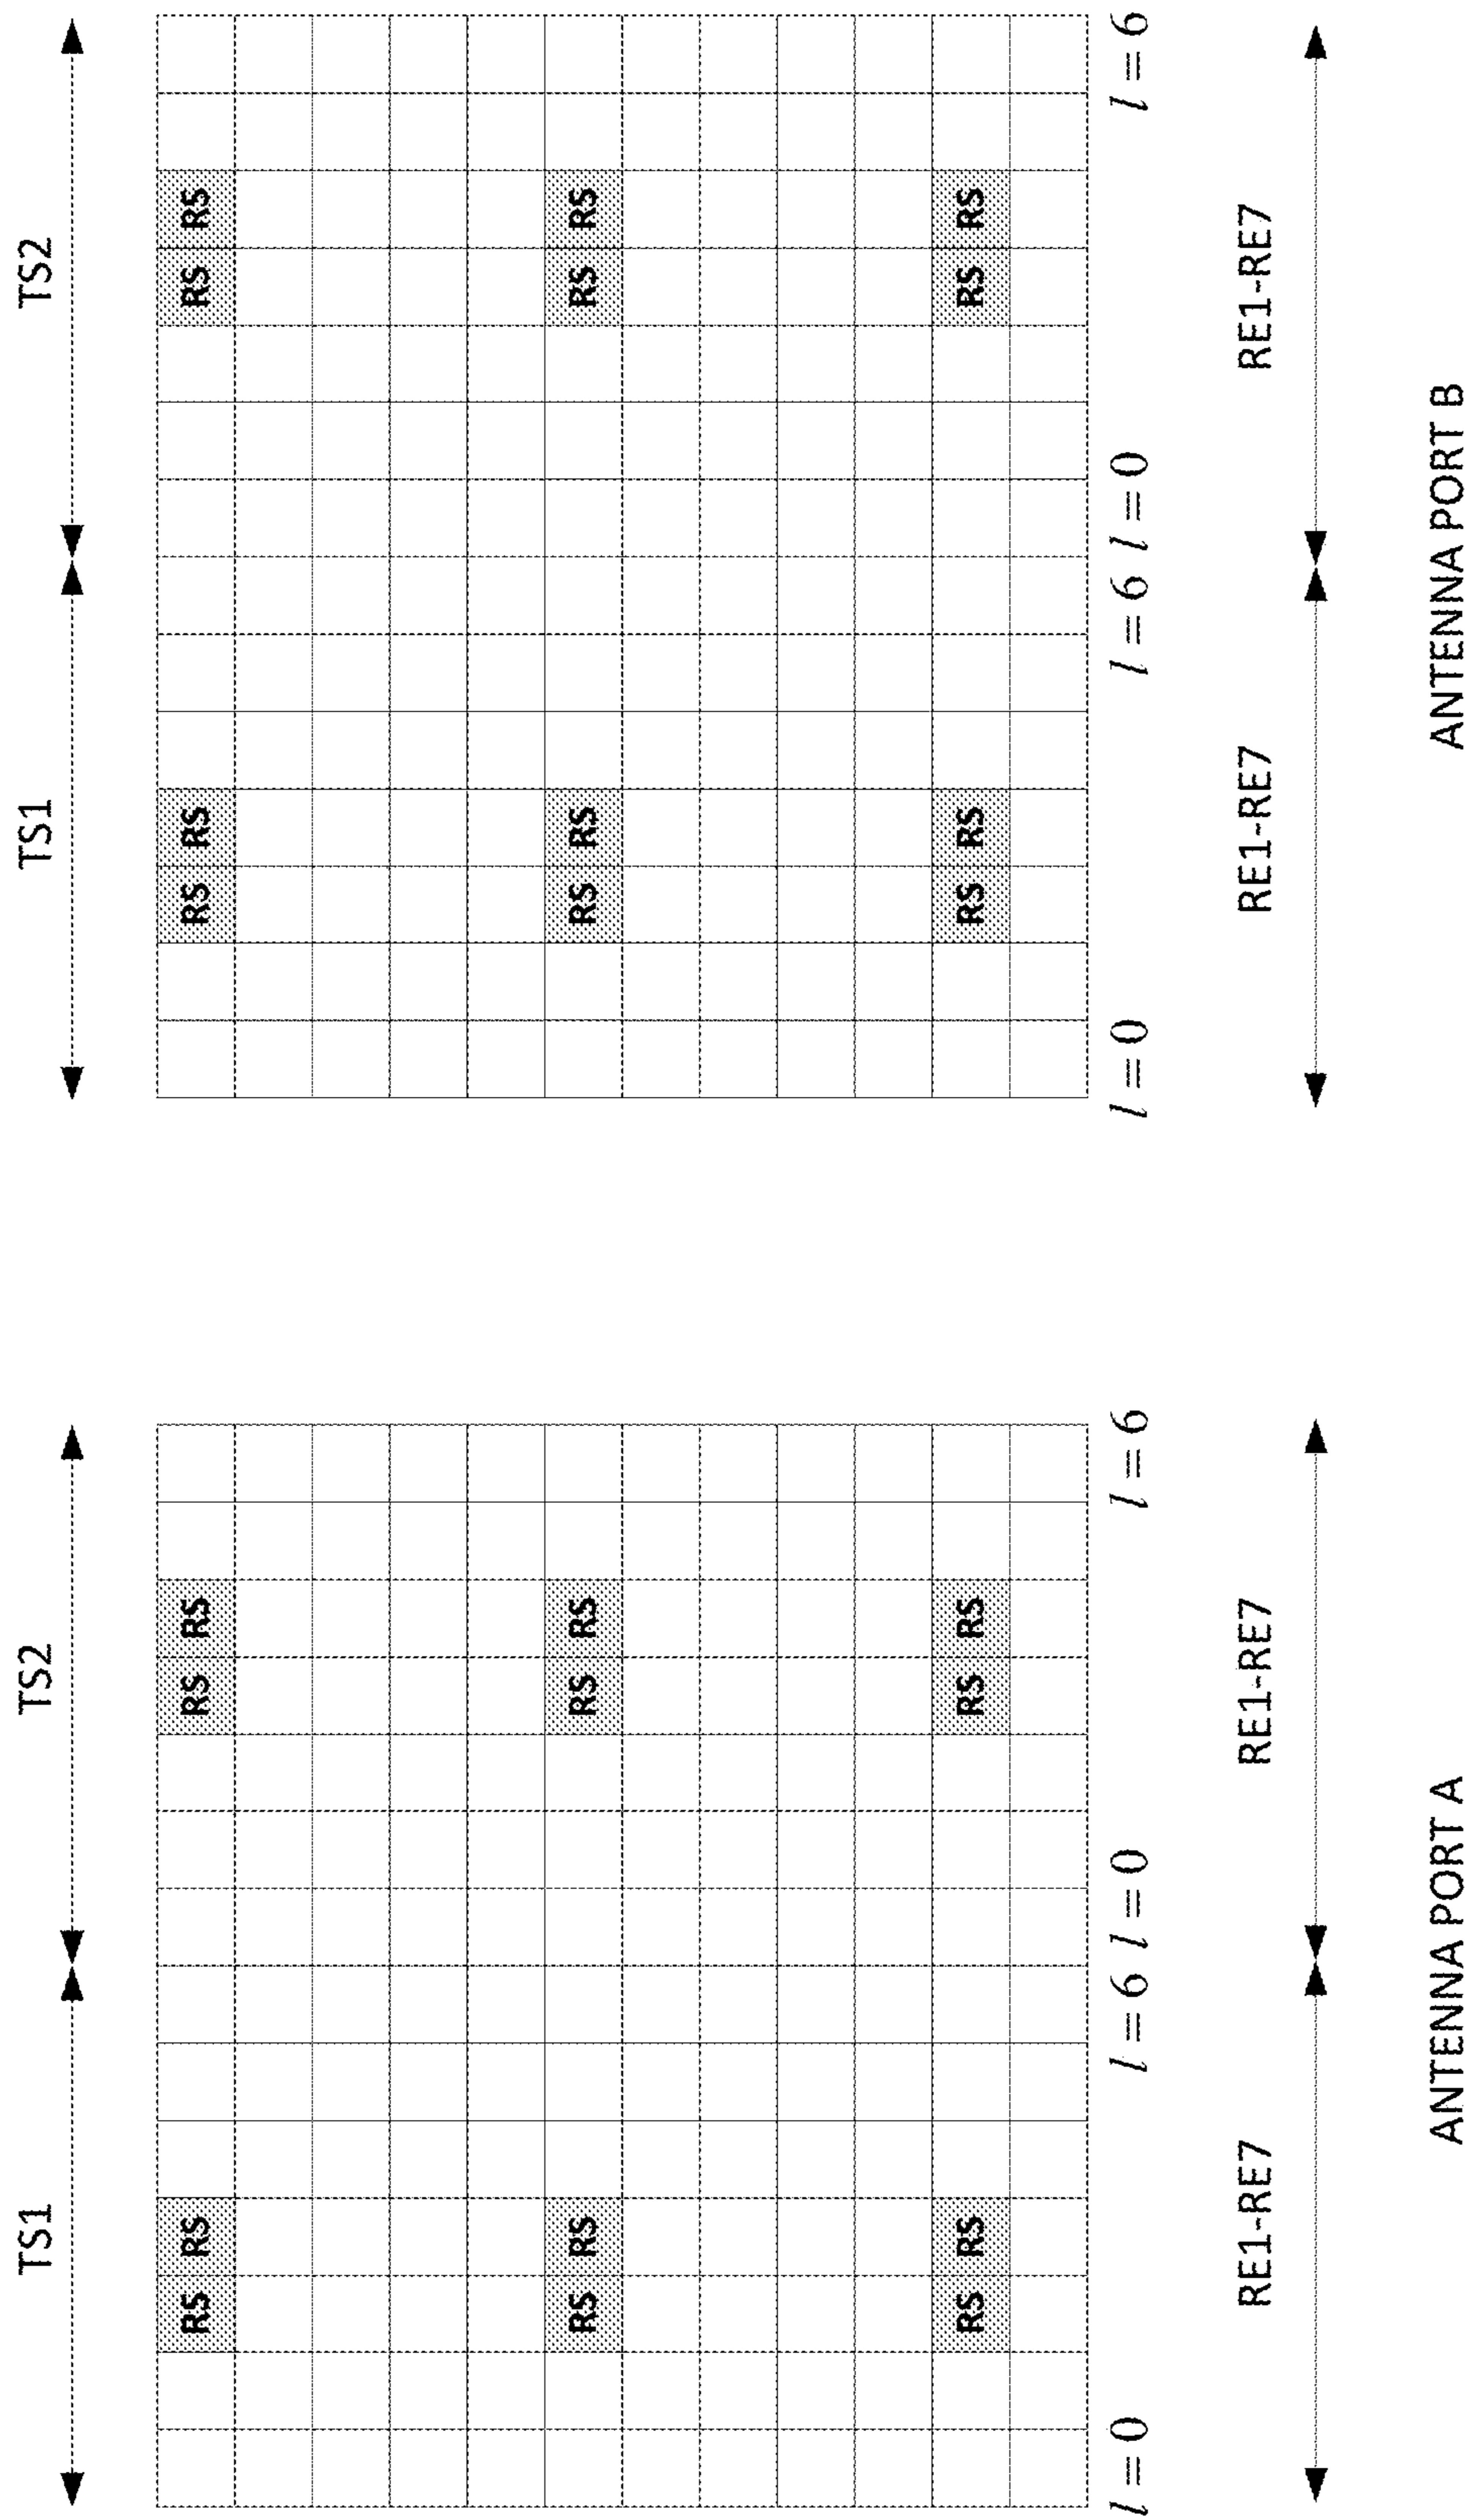 TS1 TS2 TS1 TS2
RS RS RS RS RS RS RS RS
RS RS RS RS RS RS RS RS
RS RS RS RS RS RS RS RS
l = 0 l = 6 l = 0 l = 6 l = 0 l = 6 l = 0 l = 6
RE1-RE7 RE1-RE7 RE1-RE7 RE1-RE7
ANTENNA PORT A ANTENNA PORT B